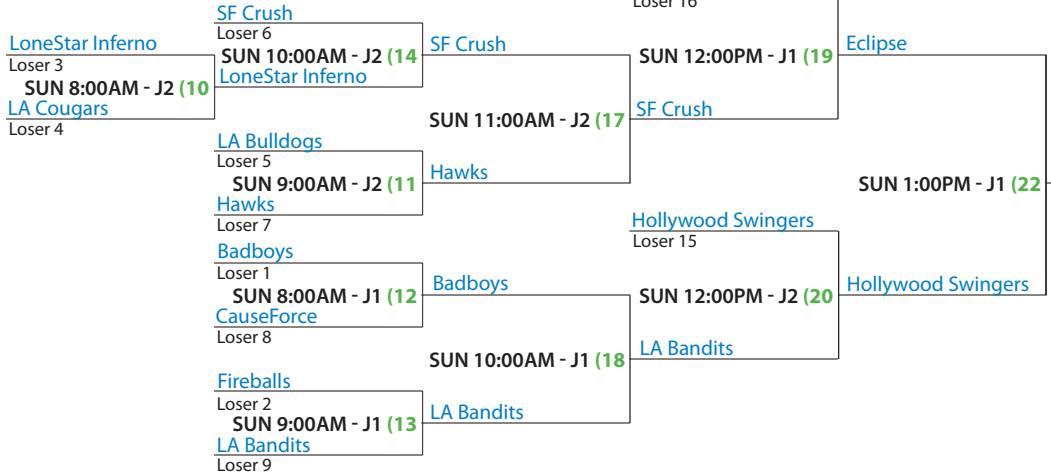 Loser 16
SF Crush
Loser 6
LoneStar Inferno
SF Crush
Eclipse
SUN 10:00AM - J2 (14
SUN 12:00PM - J1 (19
Loser 3
LoneStar Inferno
SUN 8:00AM - J2 (10
LA Cougars
SF Crush
Loser 4
SUN 11:00AM - J2 (17
LA Bulldogs
Loser 5
Hawks
SUN 9:00AM - J2 (11
SUN 1:00PM - J1 (22
Hawks
Loser 7
Hollywood Swingers
Loser 15
Badboys
Loser 1
Badboys
Hollywood Swingers
SUN 8:00AM - J1 (12
SUN 12:00PM - J2 (20
CauseForce
Loser 8
LA Bandits
SUN 10:00AM - J1 (18
Fireballs
Loser 2
LA Bandits
SUN 9:00AM - J1 (13
LA Bandits
Loser 9